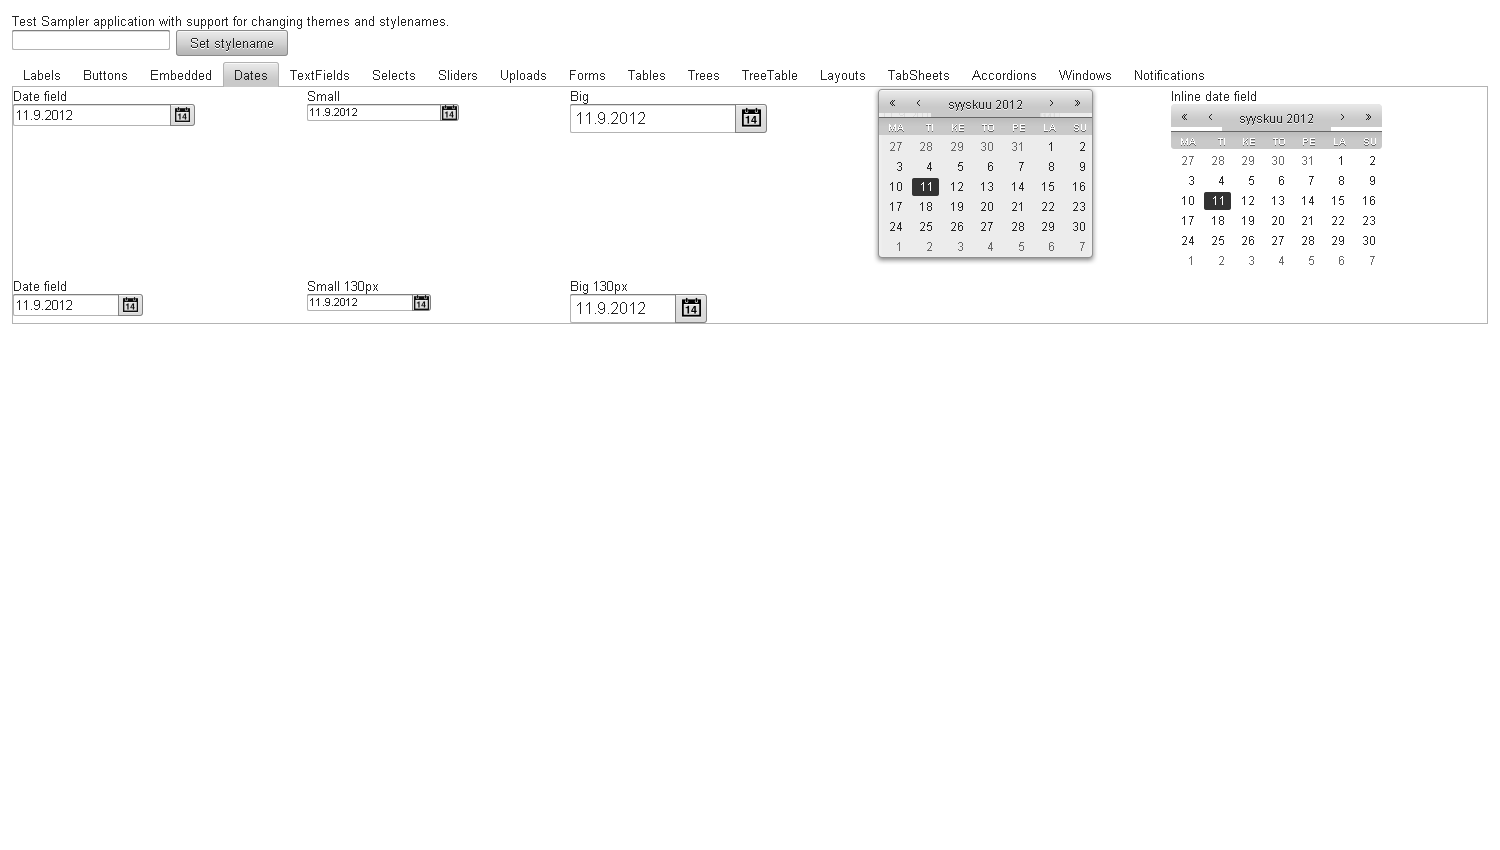 Test Sampler application with support for changing themes and stylenames.
Set stylename
Labels Buttons Embedded Dates TextFields Selects Sliders Uploads Forms Tables Trees TreeTable Layouts TabSheets Accordions Windows Notifications
Date field
11.9.2012
14
Small
11.9.2012
14
Big
11.9.2012
14
« ‹ syyskuu 2012 › »
MA TI KE TO PE LA SU
27 28 29 30 31 1 2
3 4 5 6 7 8 9
10 11 12 13 14 15 16
17 18 19 20 21 22 23
24 25 26 27 28 29 30
1 2 3 4 5 6 7
Inline date field
« ‹ syyskuu 2012 › »
MA TI KE TO PE LA SU
27 28 29 30 31 1 2
3 4 5 6 7 8 9
10 11 12 13 14 15 16
17 18 19 20 21 22 23
24 25 26 27 28 29 30
1 2 3 4 5 6 7
Date field
11.9.2012
14
Small 130px
11.9.2012
14
Big 130px
11.9.2012
14